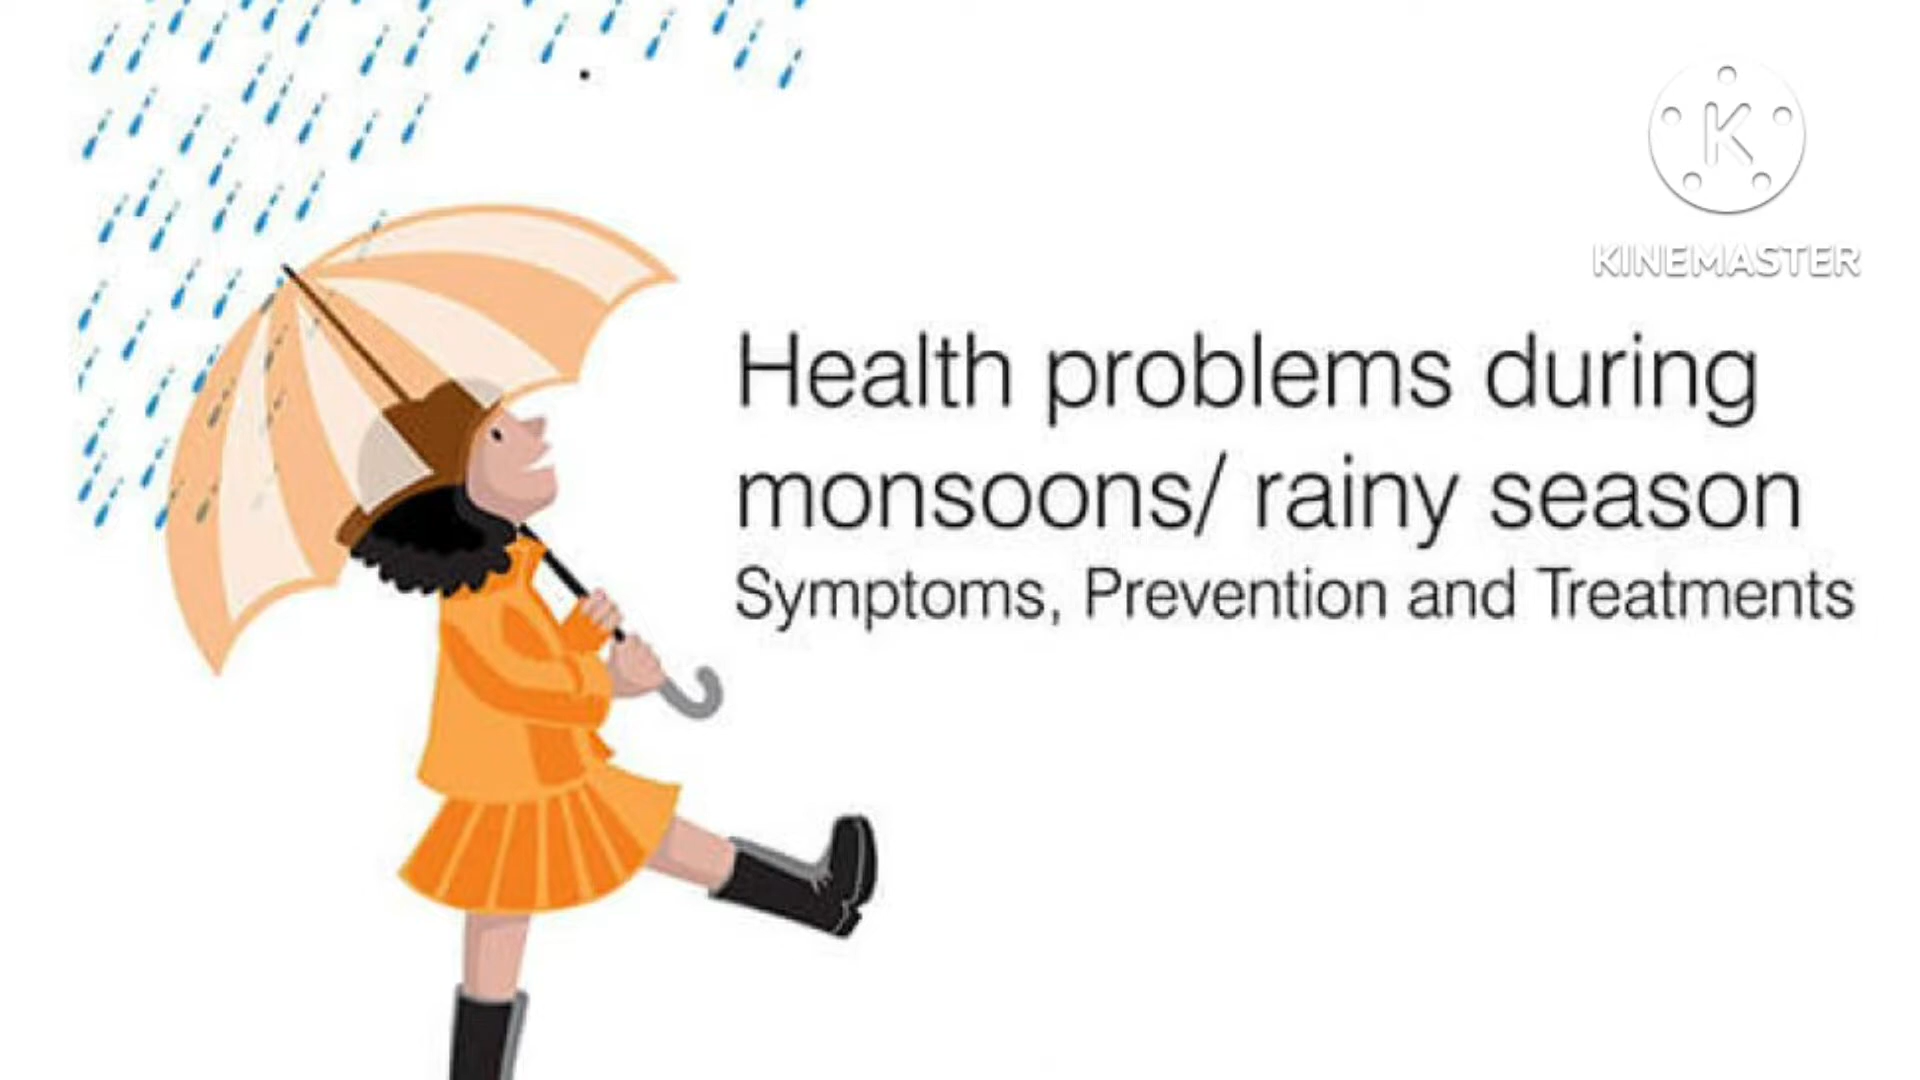 K
KINEMASTER
Health problems during
monsoons/ rainy season
Symptoms, Prevention and Treatments